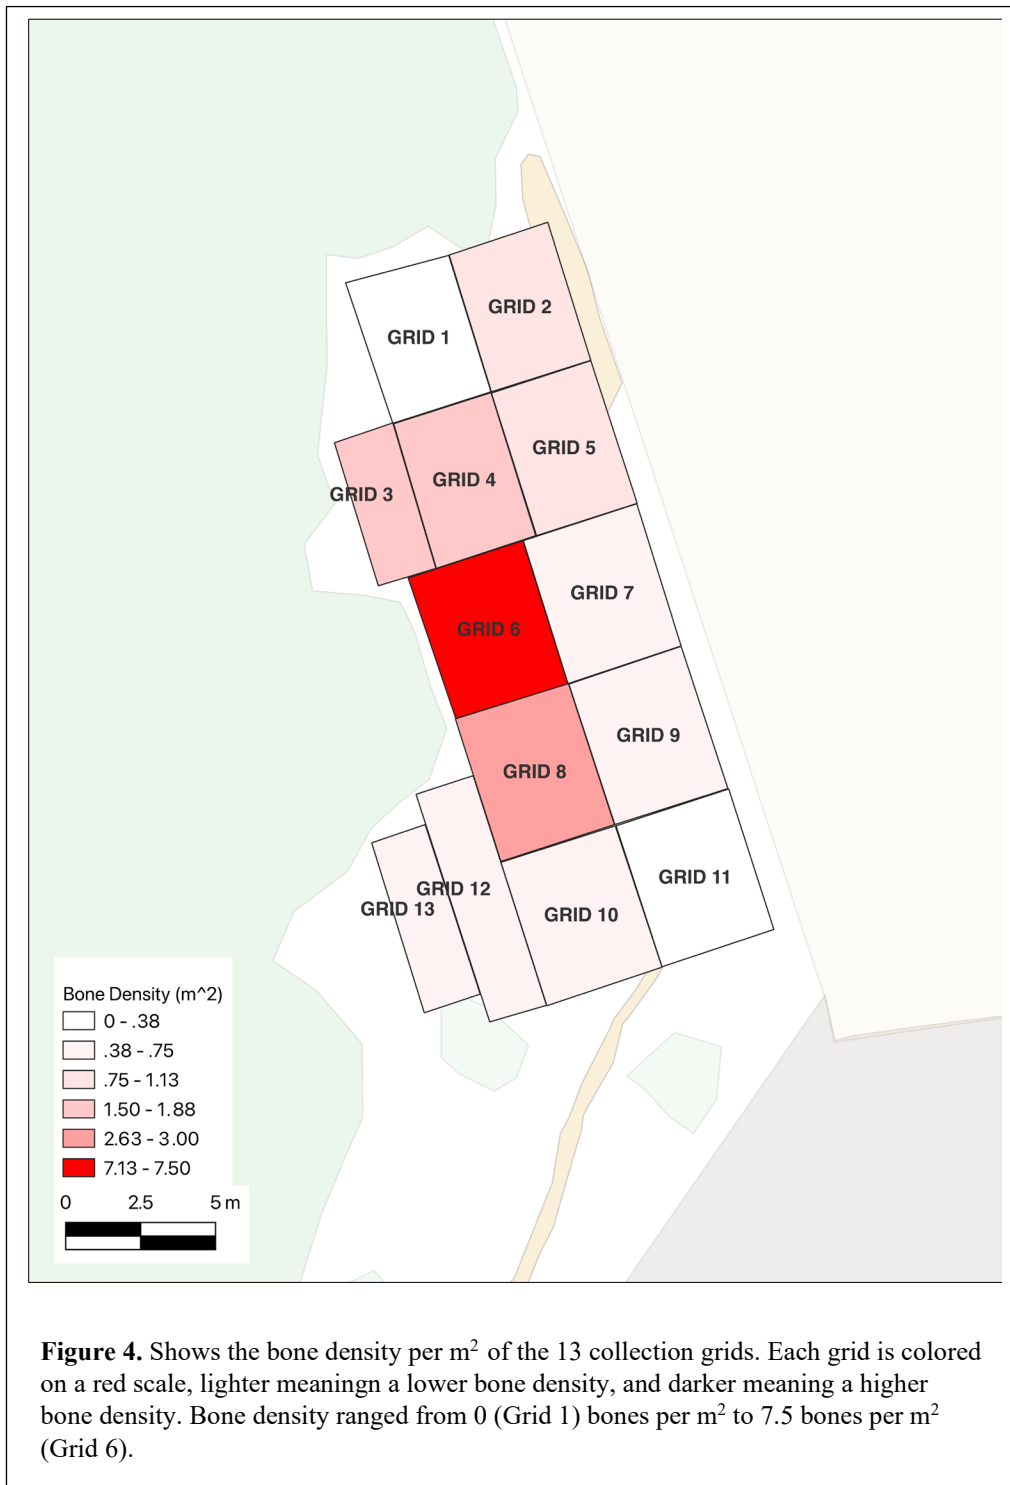 GRID 2
GRID 1
GRID 5
GRID 4
GRID 3
GRID 7
GRID 6
GRID 9
GRID 8
GRID 11
GRID 12
GRID 13
GRID 10
Bone Density (m^2)
0 - .38
.38 - .75
.75 - 1.13
1.50 - 1.88
2.63 - 3.00
7.13 - 7.50
0 2.5 5 m
Figure 4. Shows the bone density per m² of the 13 collection grids. Each grid is colored
on a red scale, lighter meaningn a lower bone density, and darker meaning a higher
bone density. Bone density ranged from 0 (Grid 1) bones per m² to 7.5 bones per m²
(Grid 6).